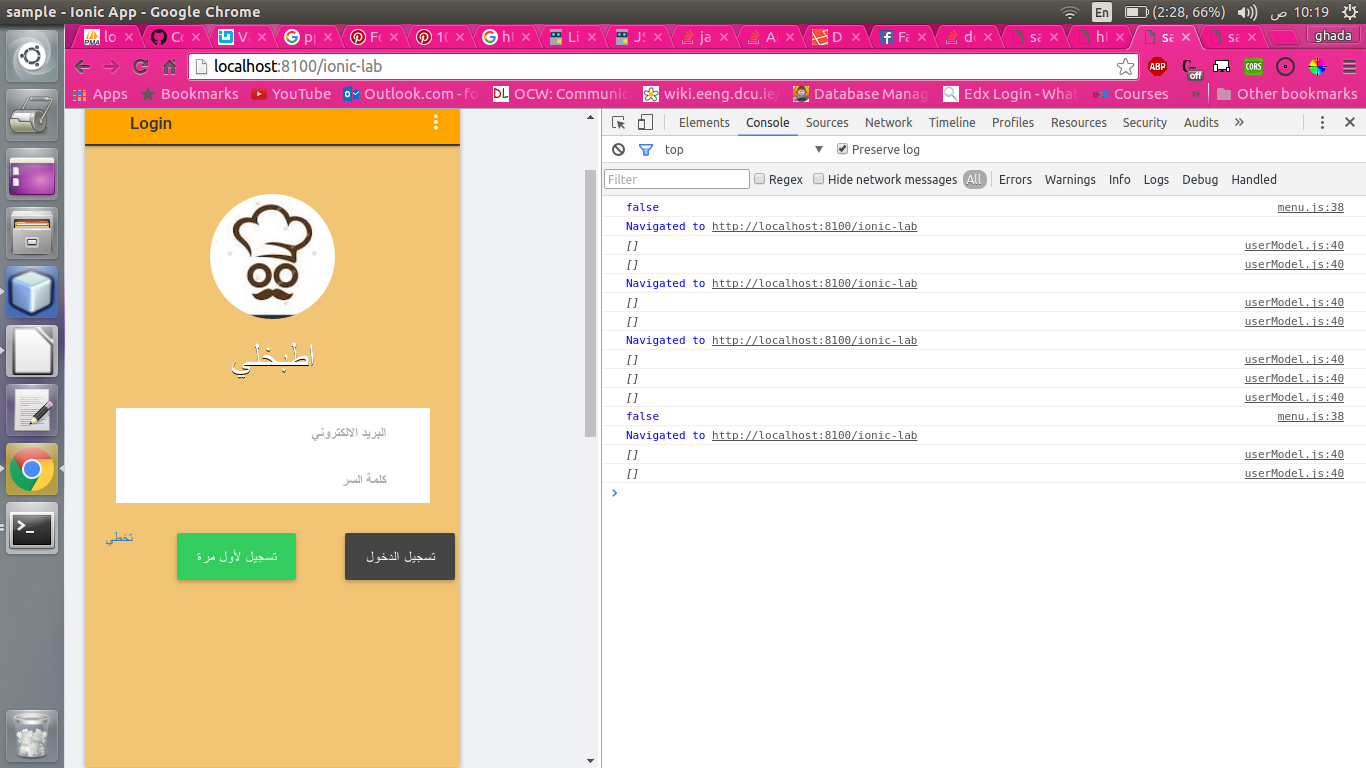 sample - Ionic App - Google Chrome
En
(2:28, 66%)
10:19 ص
lo
Co
V
pp
Fo
10
hi
Li
JS
ja
A
D
Fa
de
sa
ht
sa
sa
ghada
localhost:8100/ionic-lab
ABP
off
CORS
Apps
Bookmarks
YouTube
Outlook.com - fo
OCW: Communic
wiki.eeng.dcu.ie/
Database Manag
Edx Login - What
Courses
»
Other bookmarks
Login
اطبخلي
البريد الالكتروني
كلمة السر
تسجيل الدخول
تسجيل لأول مرة
تخطي
Elements
Console
Sources
Network
Timeline
Profiles
Resources
Security
Audits
»
top
Preserve log
Filter
Regex
Hide network messages
All
Errors
Warnings
Info
Logs
Debug
Handled
false menu.js:38
Navigated to http://localhost:8100/ionic-lab
[] userModel.js:40
[] userModel.js:40
Navigated to http://localhost:8100/ionic-lab
[] userModel.js:40
[] userModel.js:40
Navigated to http://localhost:8100/ionic-lab
[] userModel.js:40
[] userModel.js:40
[] userModel.js:40
false menu.js:38
Navigated to http://localhost:8100/ionic-lab
[] userModel.js:40
[] userModel.js:40